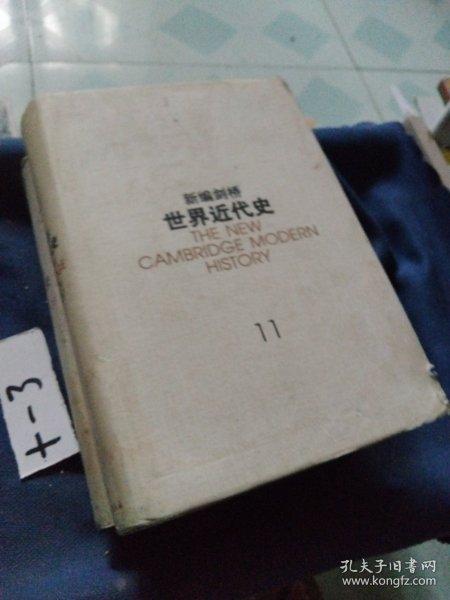 新编剑桥
世界近代史
THE NEW
CAMBRIDGE MODERN
HISTORY
11
十-3
孔夫子旧书网
www.kongfz.com